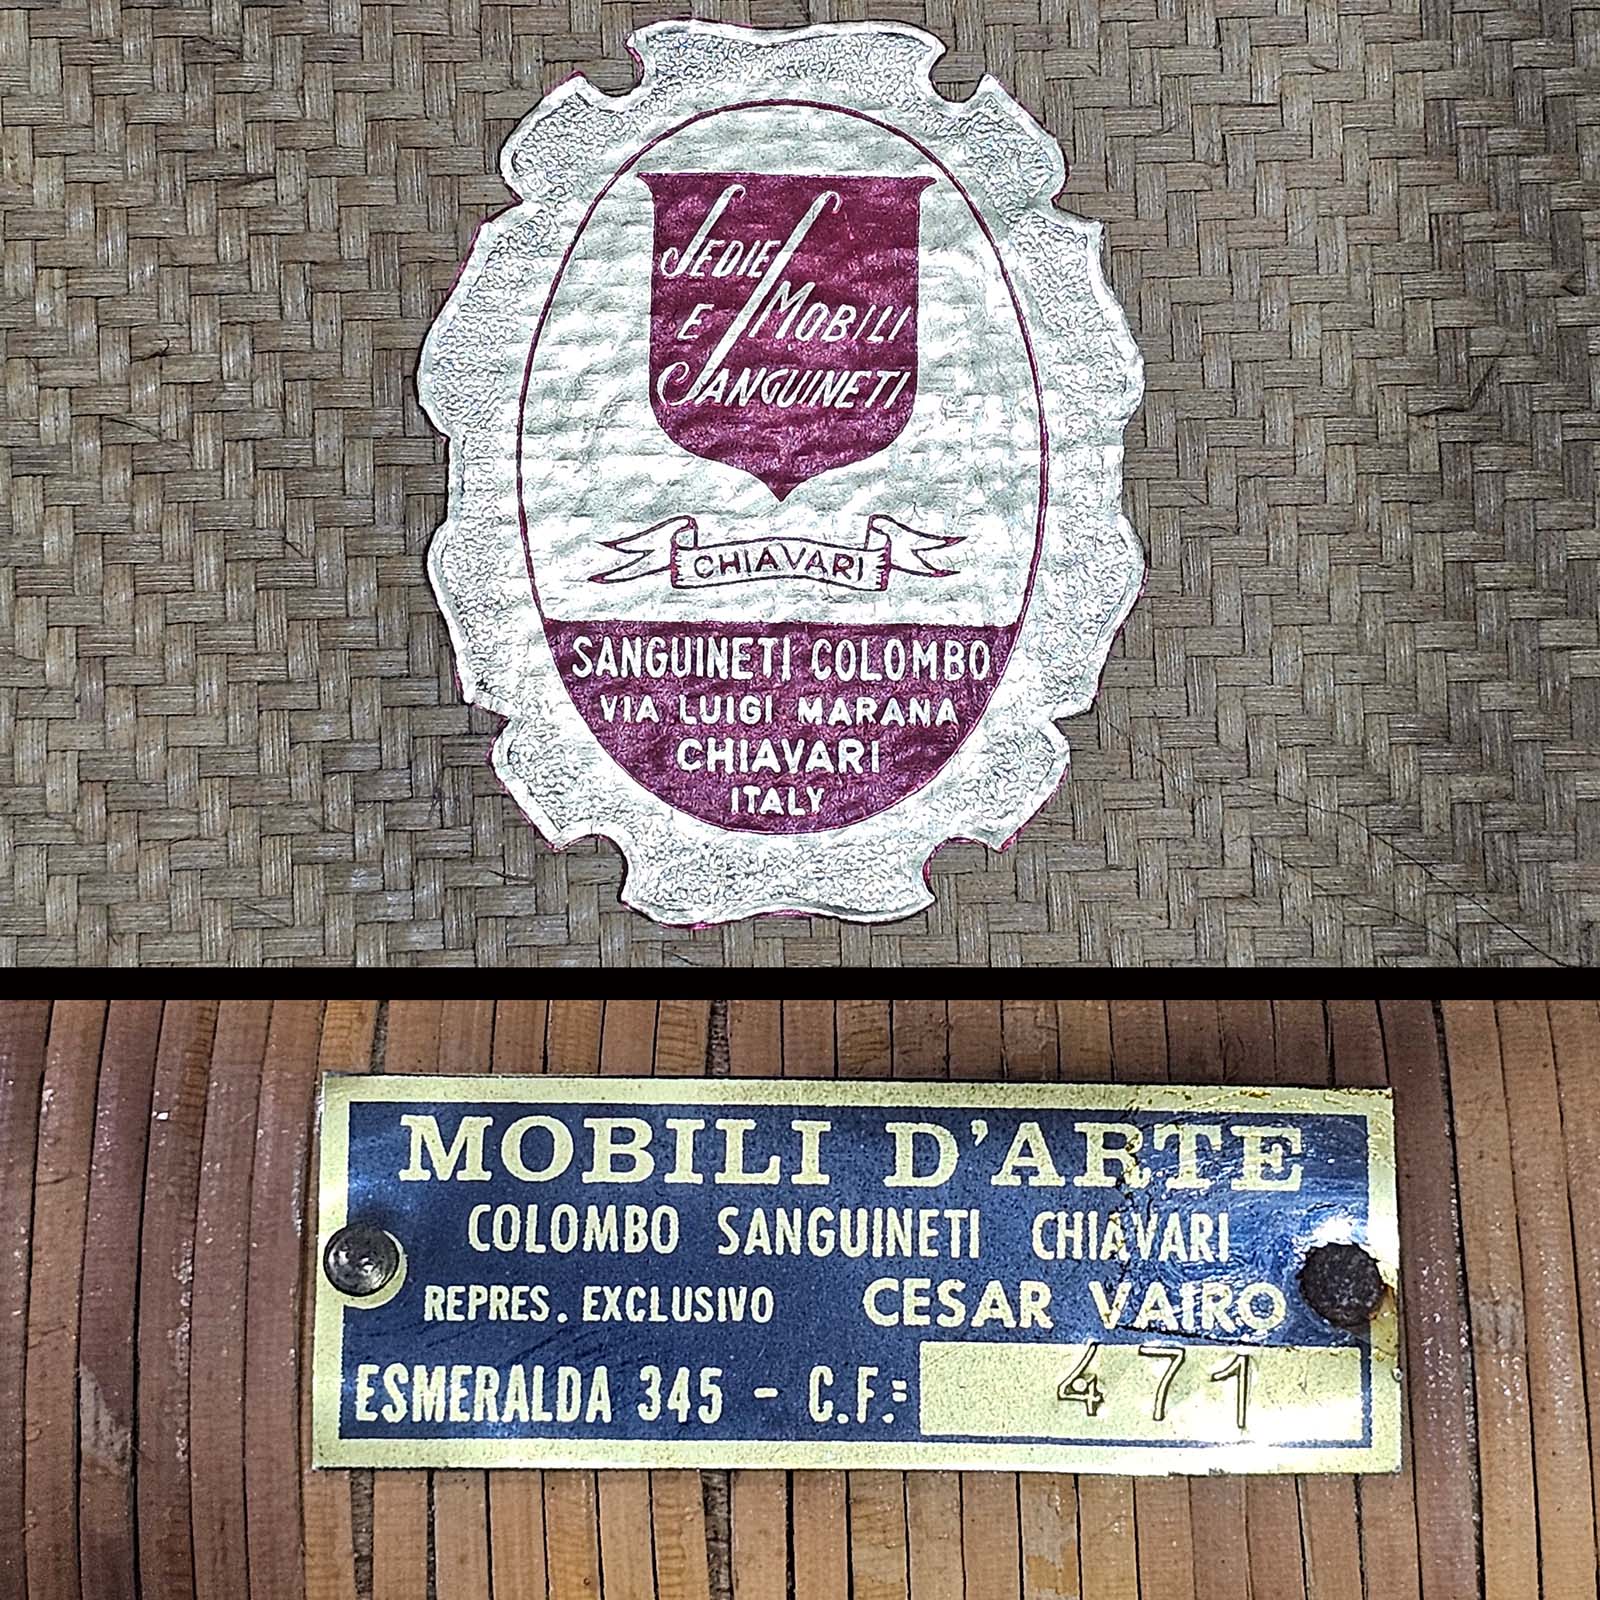 SEDIE
E MOBILI
SANGUINETI
CHIAVARI
SANGUINETI COLOMBO
VIA LUIGI MARANA
CHIAVARI
ITALY
MOBILI D'ARTE
COLOMBO SANGUINETI CHIAVARI
REPRES. EXCLUSIVO CESAR VAIRO
ESMERALDA 345 - C.F.: 471